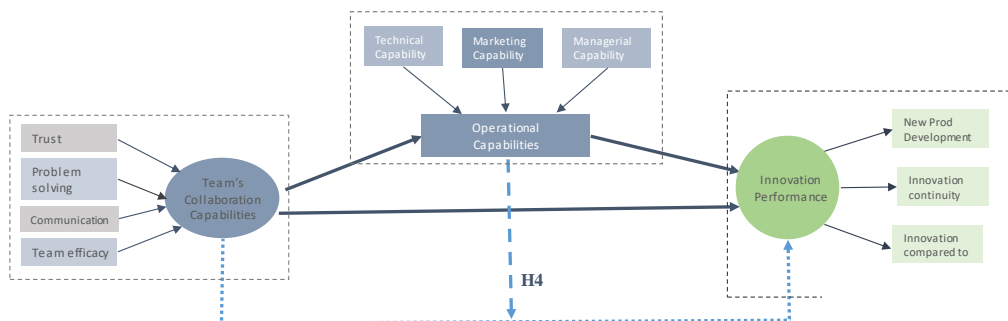 Technical
Capability
Marketing
Capability
Managerial
Capability
Operational
Capabilities
Trust
Problem
solving
Communication
Team efficacy
Team's
Collaboration
Capabilities
Innovation
Performance
New Prod
Development
Innovation
continuity
Innovation
compared to
H4